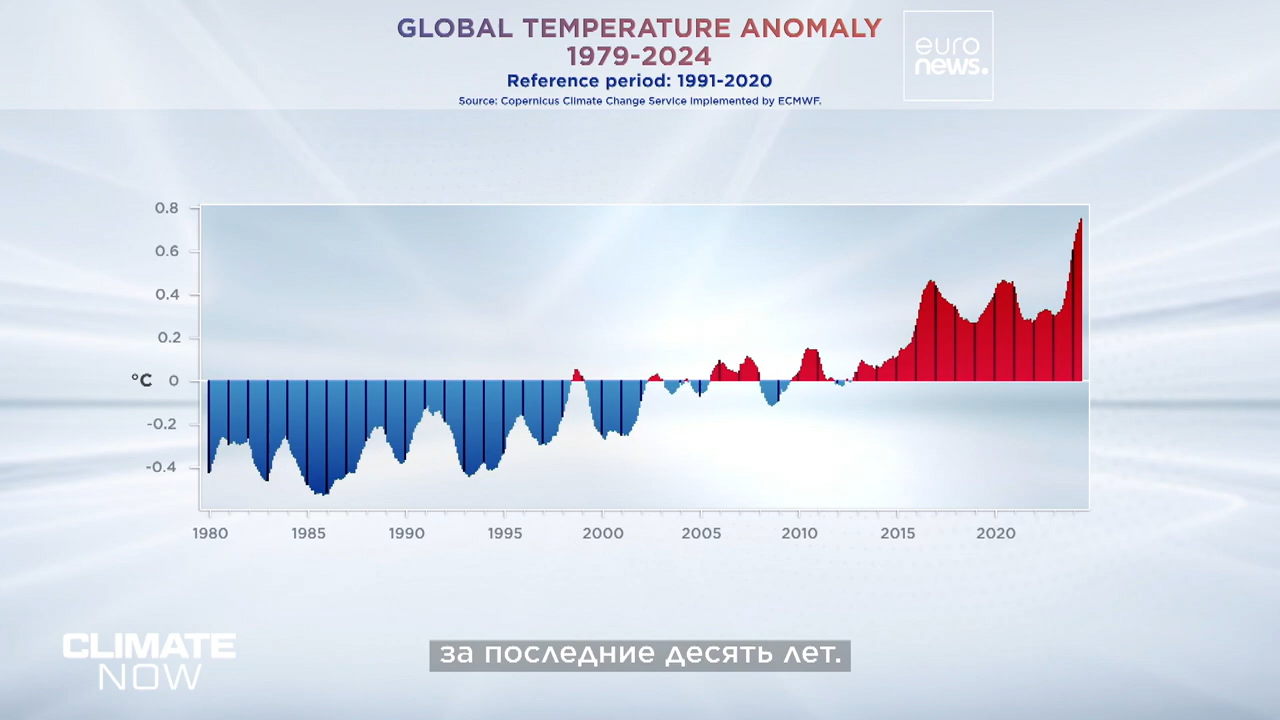 GLOBAL TEMPERATURE ANOMALY
1979-2024
Reference period: 1991-2020
Source: Copernicus Climate Change Service implemented by ECMWF.
euro
news.
0.8
0.6
0.4
0.2
°C 0
-0.2
-0.4
1980 1985 1990 1995 2000 2005 2010 2015 2020
CLIMATE
NOW
за последние десять лет.